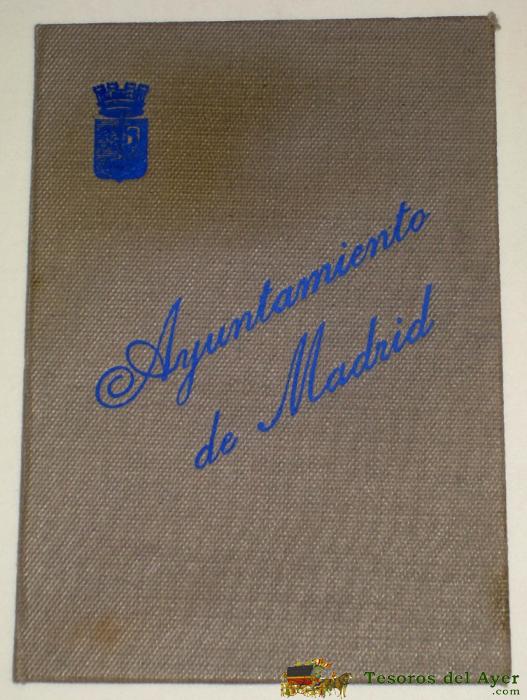 Ayuntamiento
de Madrid
Tesoros del Ayer
.com